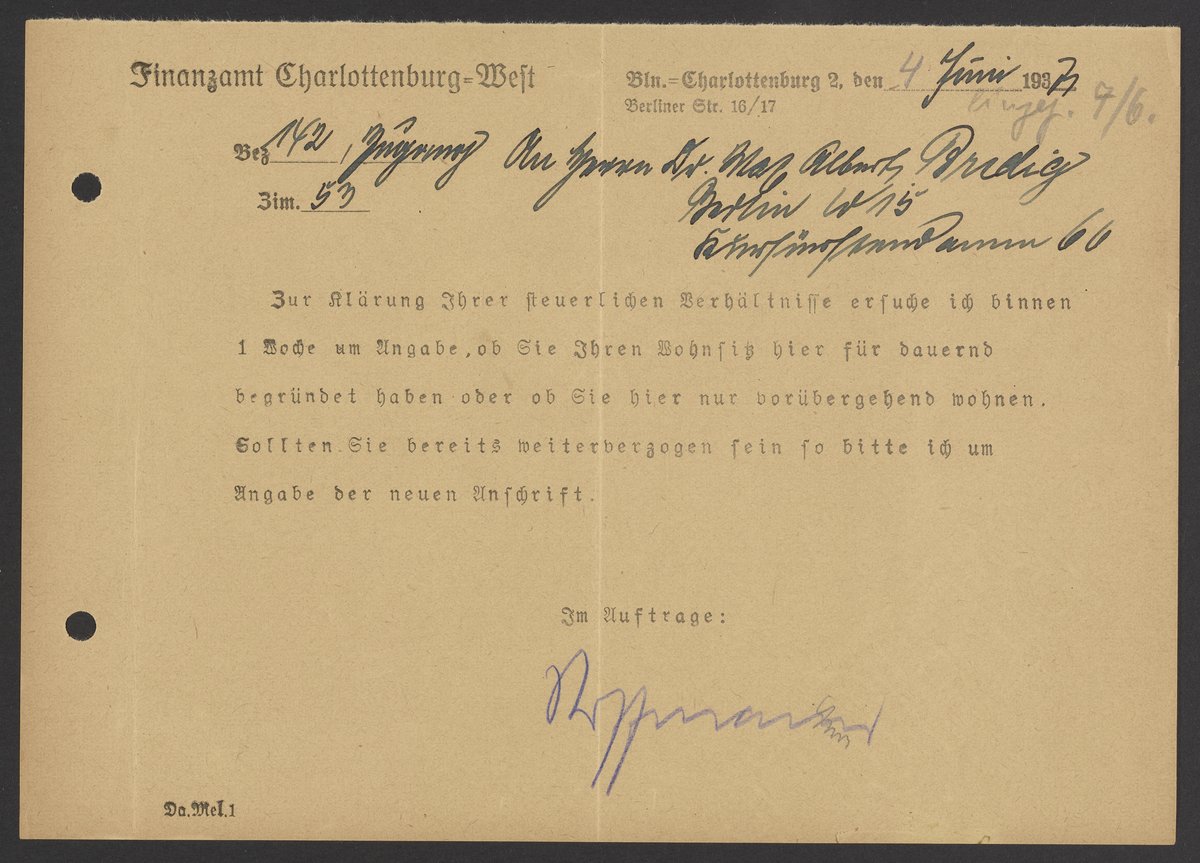 Finanzamt Charlottenburg=West
Bln.=Charlottenburg 2, den 4 Juni 1937
Berliner Str. 16/17
eingeg. 7/6.
Bez 142, Zugang An Herrn Dr. Max Albert Bredig
Zim. 53 Berlin W 15
Kurfürstendamm 66
Zur Klärung Ihrer steuerlichen Verhältnisse ersuche ich binnen
1 Woche um Angabe, ob Sie Ihren Wohnsitz hier für dauernd
begründet haben oder ob Sie hier nur vorübergehend wohnen.
Sollten Sie bereits weiterverzogen sein so bitte ich um
Angabe der neuen Anschrift.
Im Auftrage:
Da.Mel.1